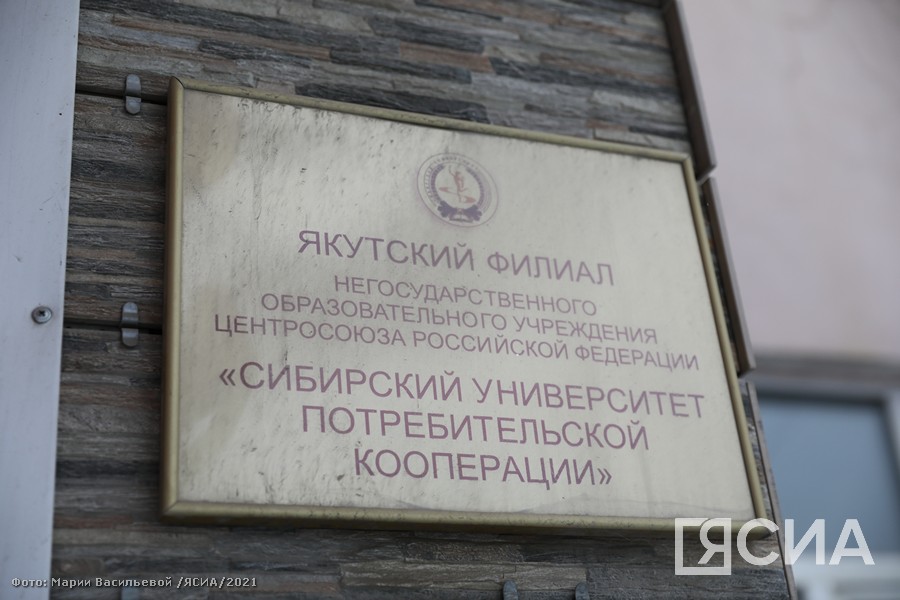 ЯКУТСКИЙ ФИЛИАЛ
НЕГОСУДАРСТВЕННОГО
ОБРАЗОВАТЕЛЬНОГО УЧРЕЖДЕНИЯ
ЦЕНТРОСОЮЗА РОССИЙСКОЙ ФЕДЕРАЦИИ
«СИБИРСКИЙ УНИВЕРСИТЕТ
ПОТРЕБИТЕЛЬСКОЙ
КООПЕРАЦИИ»
ЯСИА
Фото: Марии Васильевой /ЯСИА/2021